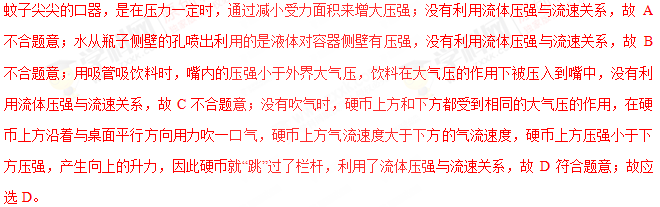 蚊子尖尖的口器，是在压力一定时，通过减小受力面积来增大压强；没有利用流体压强与流速关系，故 A
不合题意；水从瓶子侧壁的孔喷出利用的是液体对容器侧壁有压强，没有利用流体压强与流速关系，故 B
不合题意；用吸管吸饮料时，嘴内的压强小于外界大气压，饮料在大气压的作用下被压入到嘴中，没有利
用流体压强与流速关系，故 C 不合题意；没有吹气时，硬币上方和下方都受到相同的大气压的作用，在硬
币上方沿着与桌面平行方向用力吹一口气，硬币上方气流速度大于下方的气流速度，硬币上方压强小于下
方压强，产生向上的升力，因此硬币就“跳”过了栏杆，利用了流体压强与流速关系，故 D 符合题意；故应
选 D。